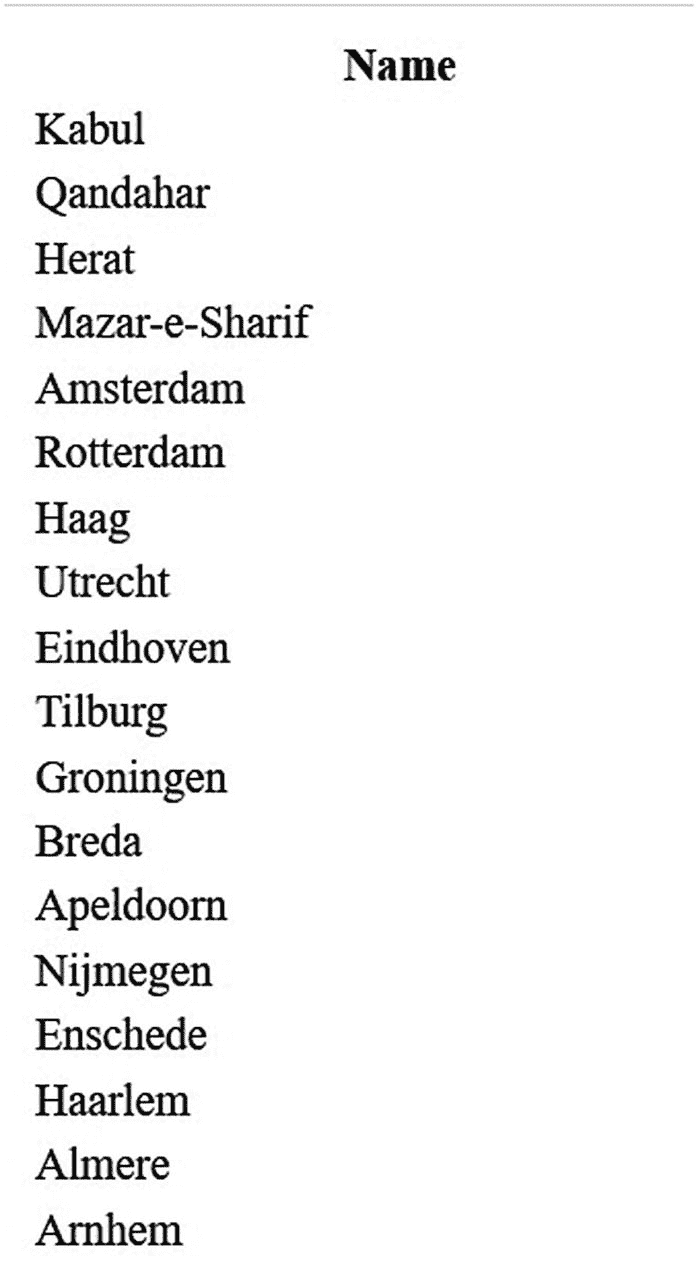 Name
Kabul
Qandahar
Herat
Mazar-e-Sharif
Amsterdam
Rotterdam
Haag
Utrecht
Eindhoven
Tilburg
Groningen
Breda
Apeldoorn
Nijmegen
Enschede
Haarlem
Almere
Arnhem